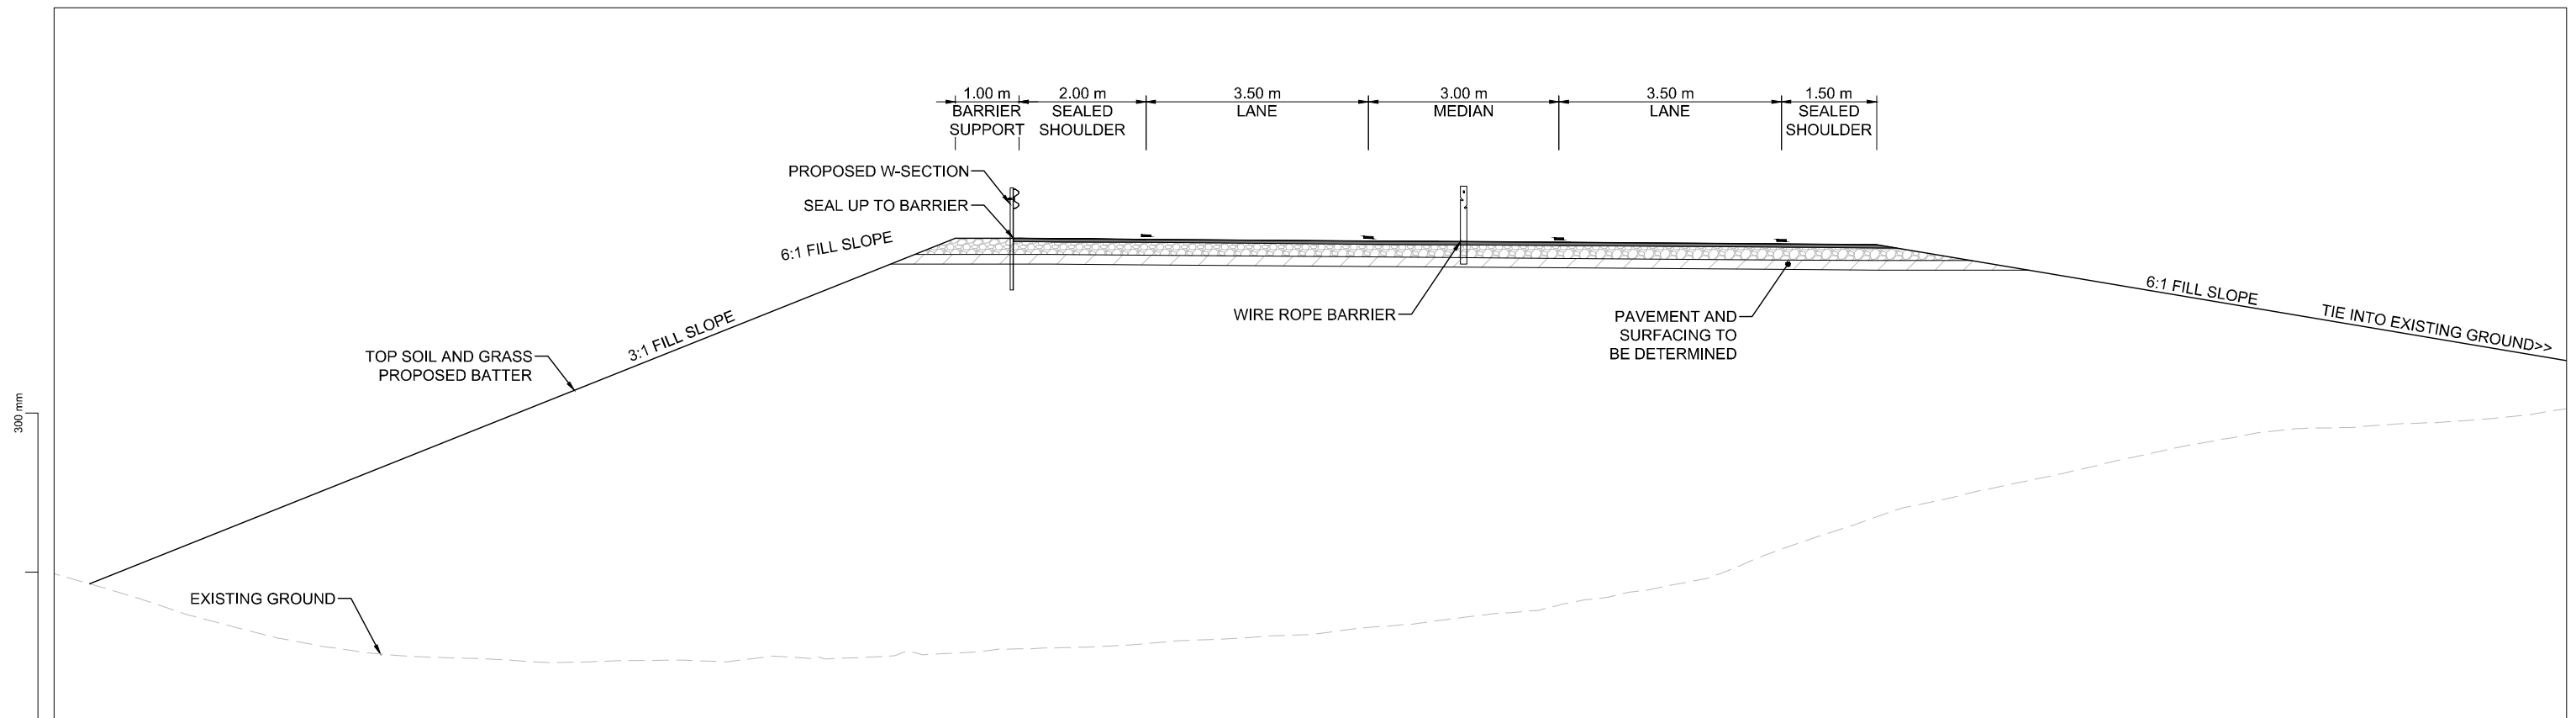 1.00 m
BARRIER
SUPPORT
2.00 m
SEALED
SHOULDER
3.50 m
LANE
3.00 m
MEDIAN
3.50 m
LANE
1.50 m
SEALED
SHOULDER
PROPOSED W-SECTION
SEAL UP TO BARRIER
6:1 FILL SLOPE
3:1 FILL SLOPE
TOP SOIL AND GRASS
PROPOSED BATTER
WIRE ROPE BARRIER
PAVEMENT AND
SURFACING TO
BE DETERMINED
6:1 FILL SLOPE
TIE INTO EXISTING GROUND>>
300 mm
EXISTING GROUND